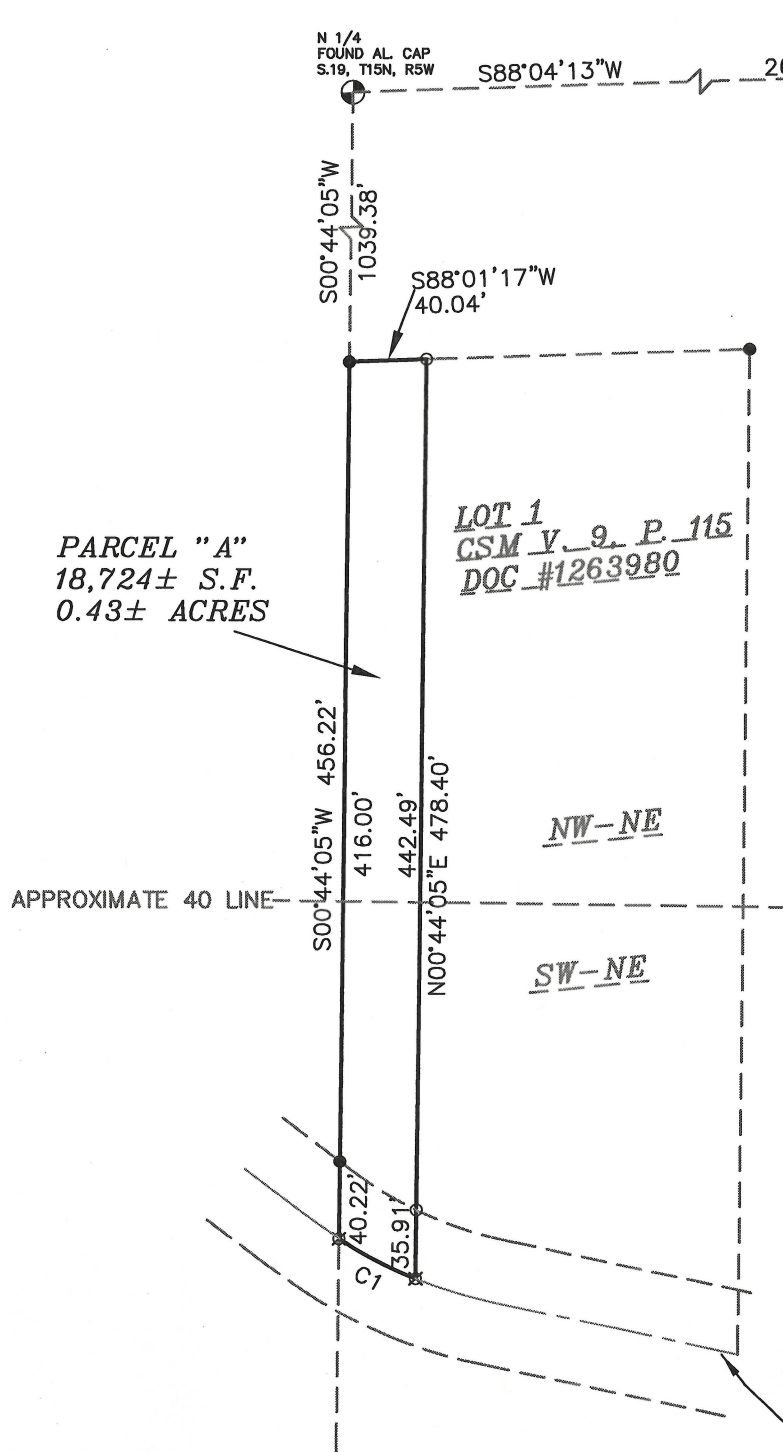 N 1/4
FOUND AL. CAP
S.19, T15N, R5W
S88°04'13"W
20
S00°44'05"W
1039.38'
S88°01'17"W
40.04'
LOT 1
CSM V. 9, P. 115
DOC #1263980
PARCEL "A"
18,724± S.F.
0.43± ACRES
S00°44'05"W 456.22'
416.00'
442.49'
N00°44'05"E 478.40'
NW-NE
APPROXIMATE 40 LINE
SW-NE
40.22'
35.91'
C1